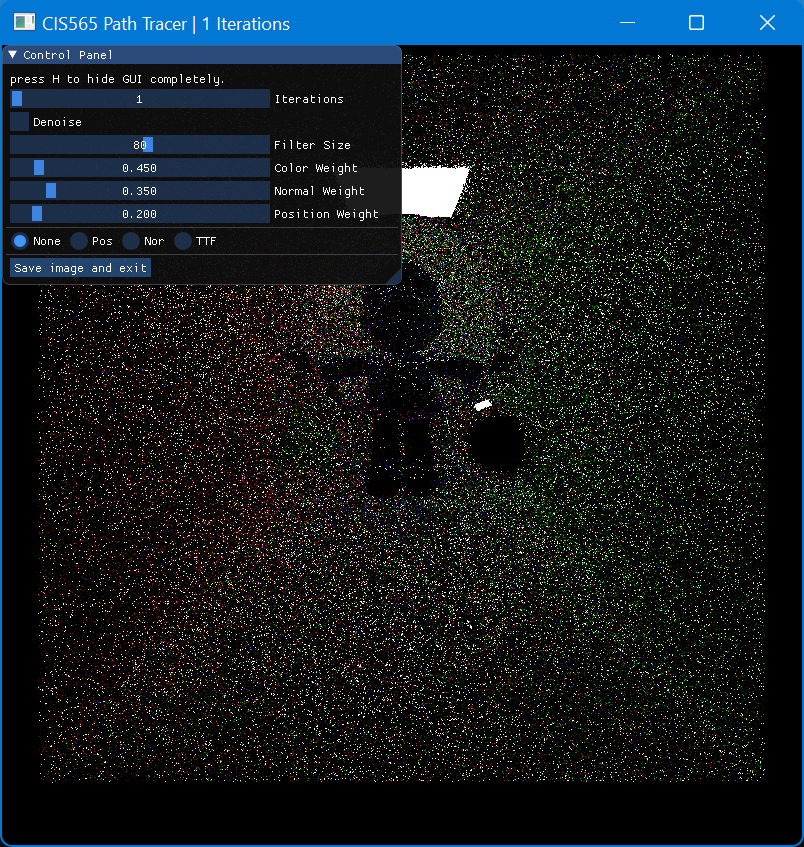 CIS565 Path Tracer | 1 Iterations
▼ Control Panel
press H to hide GUI completely.
1 Iterations
Denoise
80 Filter Size
0.450 Color Weight
0.350 Normal Weight
0.200 Position Weight
None Pos Nor TTF
Save image and exit